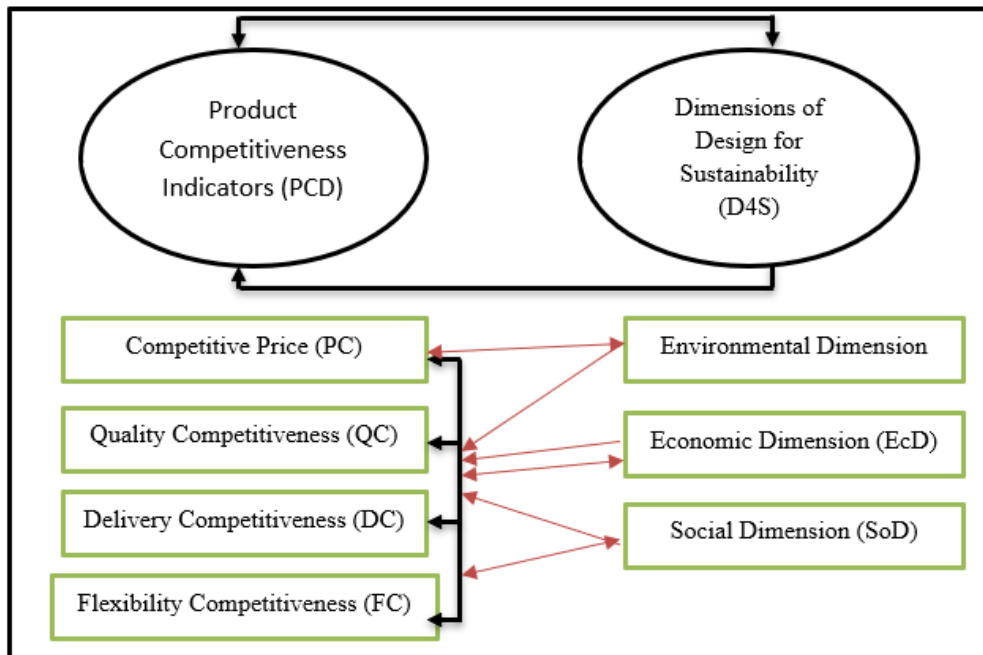 Product
Competitiveness
Indicators (PCD)
Dimensions of
Design for
Sustainability
(D4S)
Competitive Price (PC)
Environmental Dimension
Quality Competitiveness (QC)
Economic Dimension (EcD)
Delivery Competitiveness (DC)
Social Dimension (SoD)
Flexibility Competitiveness (FC)